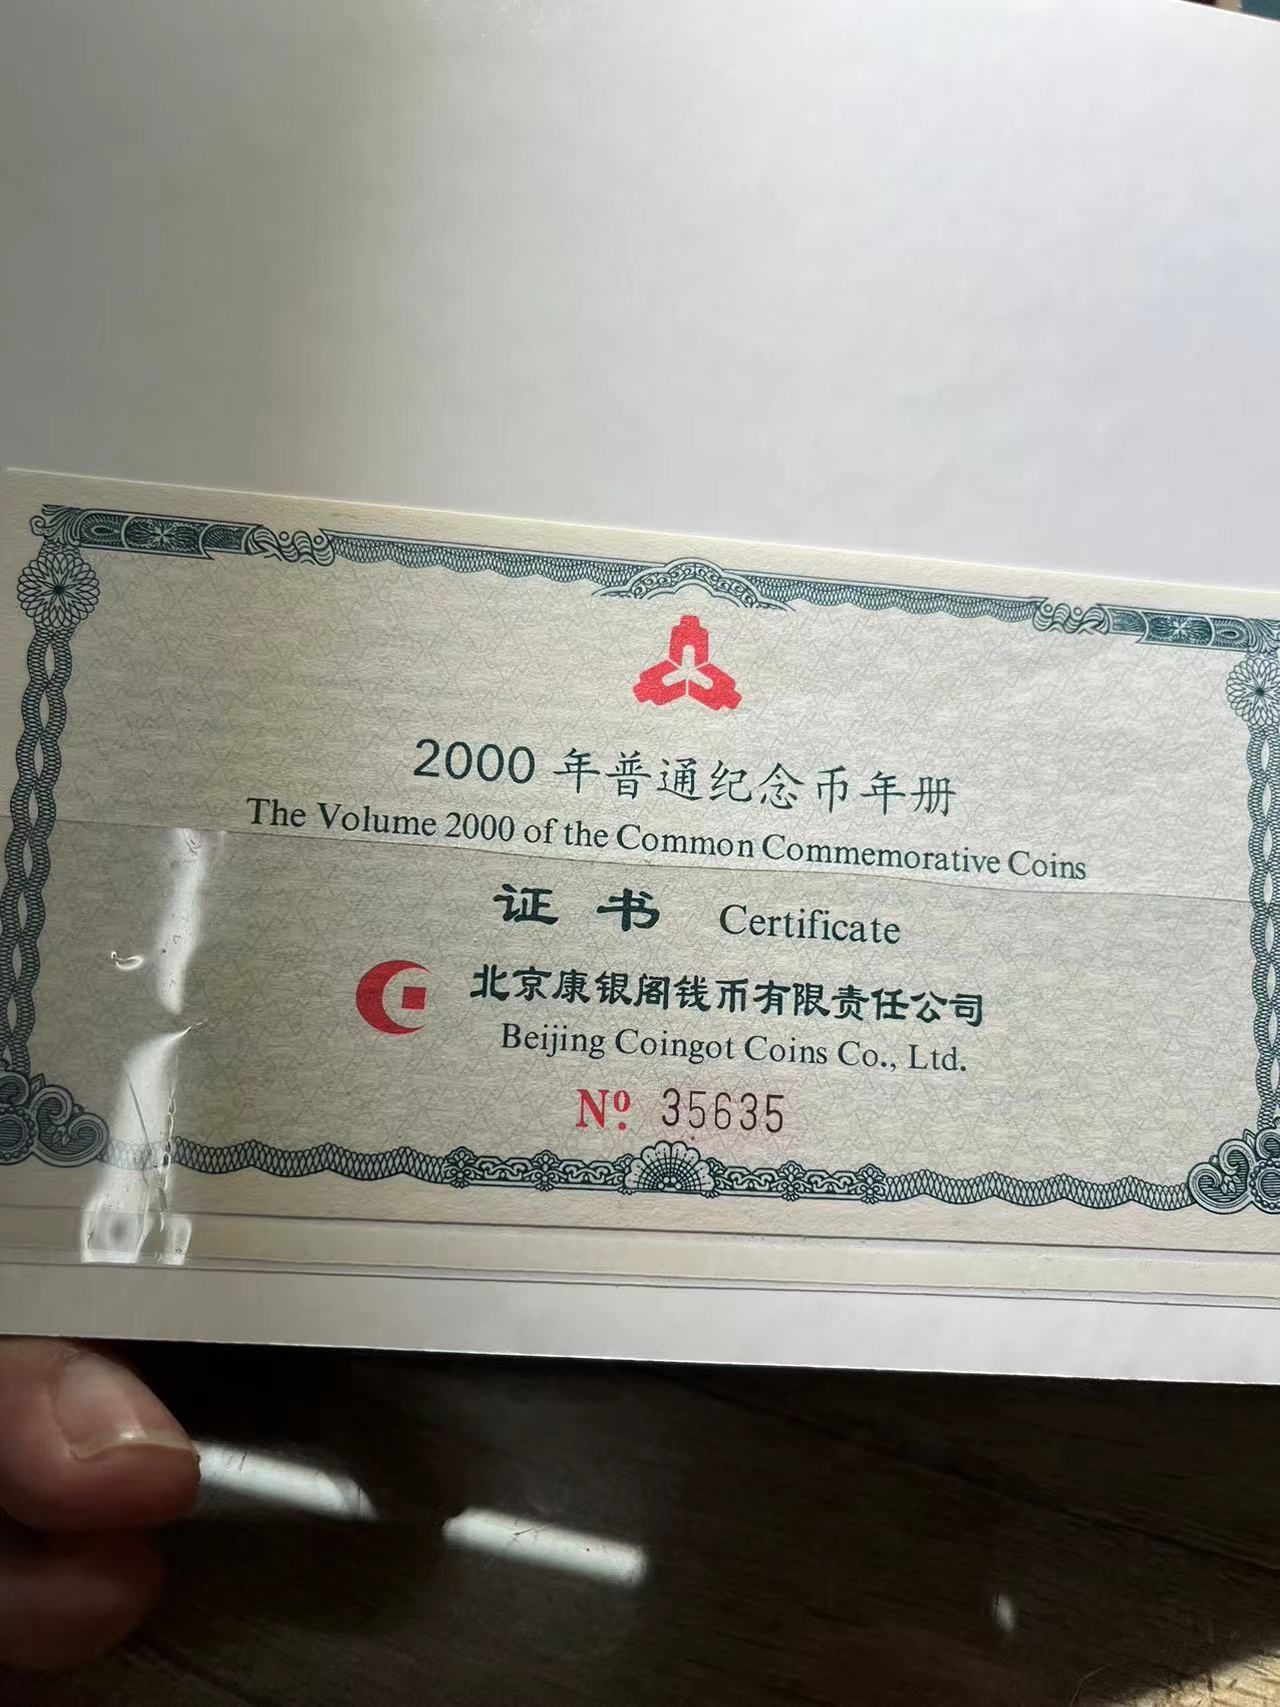 2000 年普通纪念币年册
The Volume 2000 of the Common Commemorative Coins
证 书 Certificate
北京康银阁钱币有限责任公司
Beijing Coingot Coins Co., Ltd.
Nº. 35635